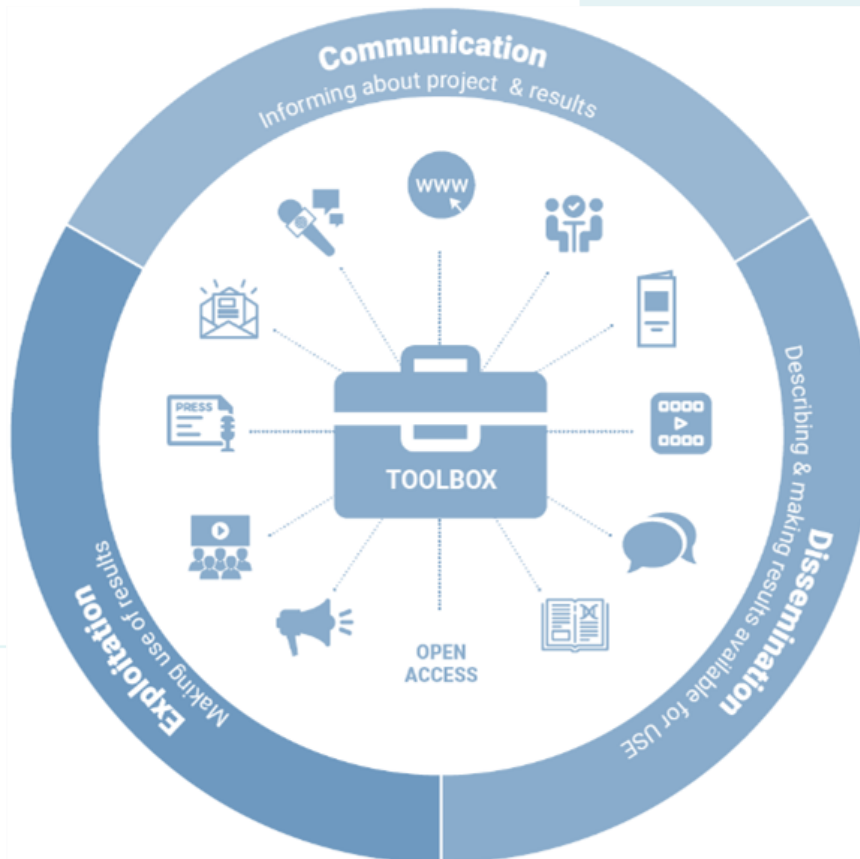 Communication
Informing about project & results
www
PRESS
TOOLBOX
OPEN
ACCESS
Dissemination
Describing & making results available for USE
Exploitation
Making use of results